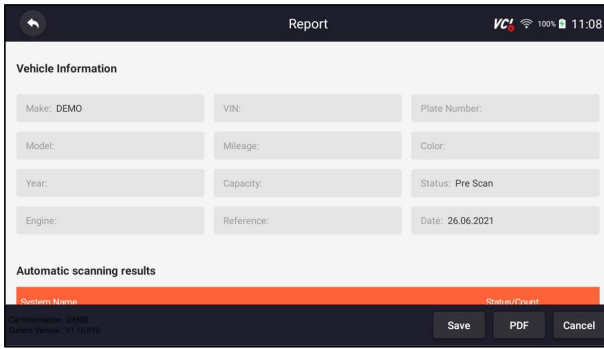 Report
VCI 100% 11:08
Vehicle Information
Make: DEMO VIN: Plate Number:
Model: Mileage: Color:
Year: Capacity: Status: Pre Scan
Engine: Reference: Date: 26.06.2021
Automatic scanning results
System Name Status/Count
Car Information : DEMO
Current Version : V1.10.010
Save PDF Cancel